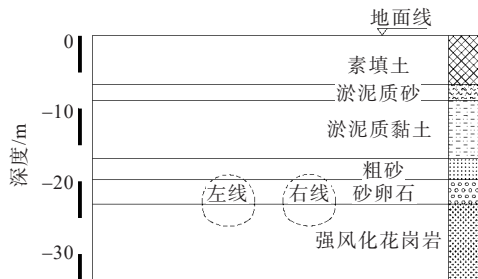 地面线
0
素填土
淤泥质砂
-10
淤泥质黏土
深度/m
粗砂
-20
左线 右线 砂卵石
强风化花岗岩
-30